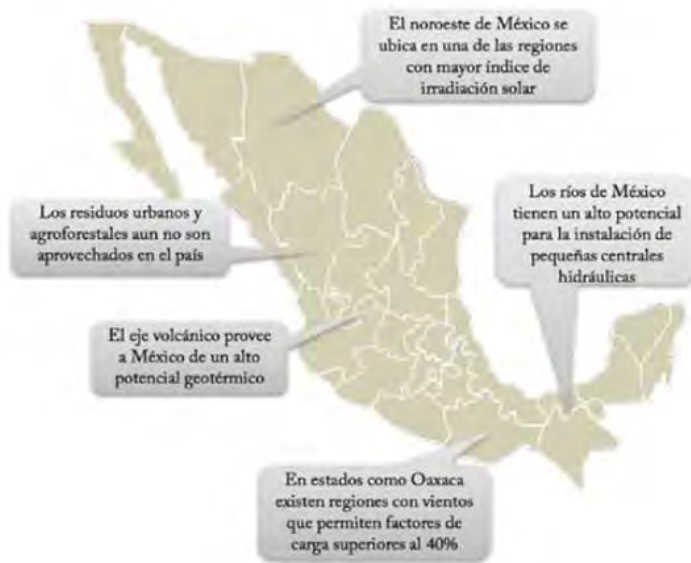 El noroeste de México se
ubica en una de las regiones
con mayor índice de
irradiación solar
Los residuos urbanos y
agroforestales aun no son
aprovechados en el país
Los ríos de México
tienen un alto potencial
para la instalación de
pequeñas centrales
hidráulicas
El eje volcánico provee
a México de un alto
potencial geotérmico
En estados como Oaxaca
existen regiones con vientos
que permiten factores de
carga superiores al 40%